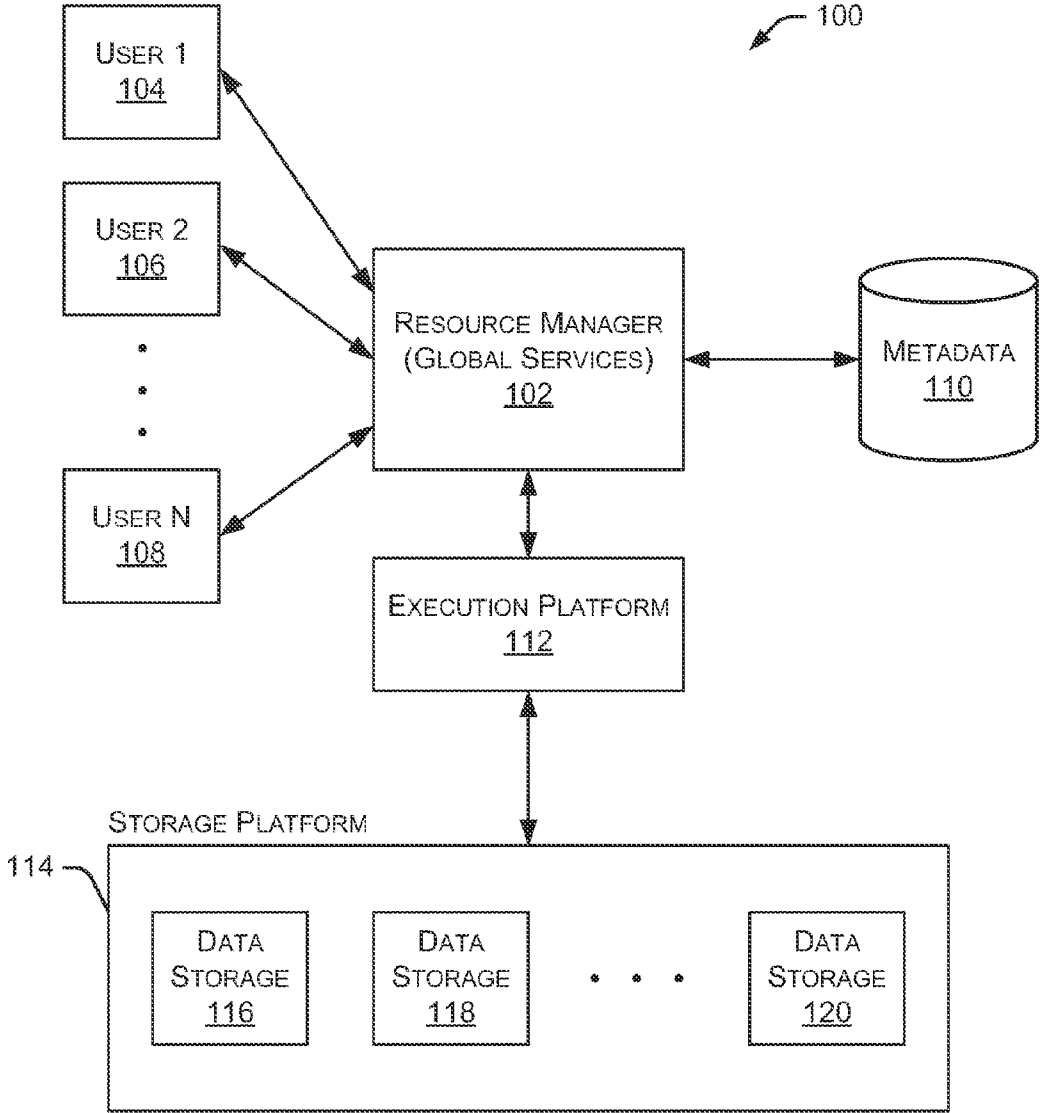 100
USER 1
104
USER 2
106
USER N
108
RESOURCE MANAGER
(GLOBAL SERVICES)
102
METADATA
110
EXECUTION PLATFORM
112
STORAGE PLATFORM
114
DATA
STORAGE
116
DATA
STORAGE
118
DATA
STORAGE
120